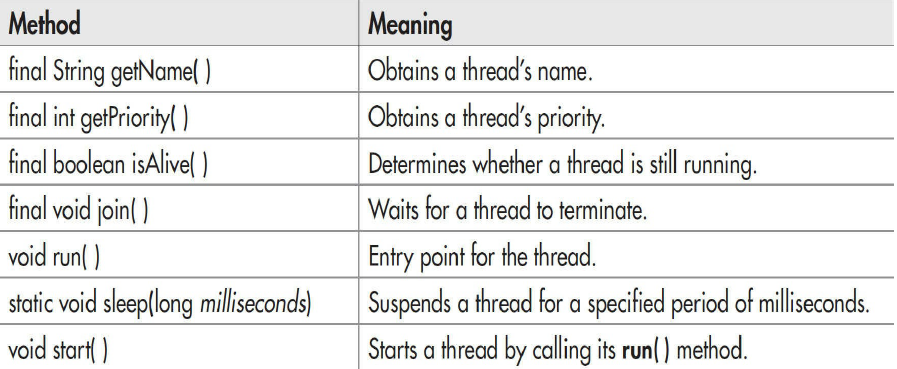 Method Meaning
final String getName( ) Obtains a thread's name.
final int getPriority( ) Obtains a thread's priority.
final boolean isAlive( ) Determines whether a thread is still running.
final void join( ) Waits for a thread to terminate.
void run( ) Entry point for the thread.
static void sleep(long milliseconds) Suspends a thread for a specified period of milliseconds.
void start( ) Starts a thread by calling its run( ) method.